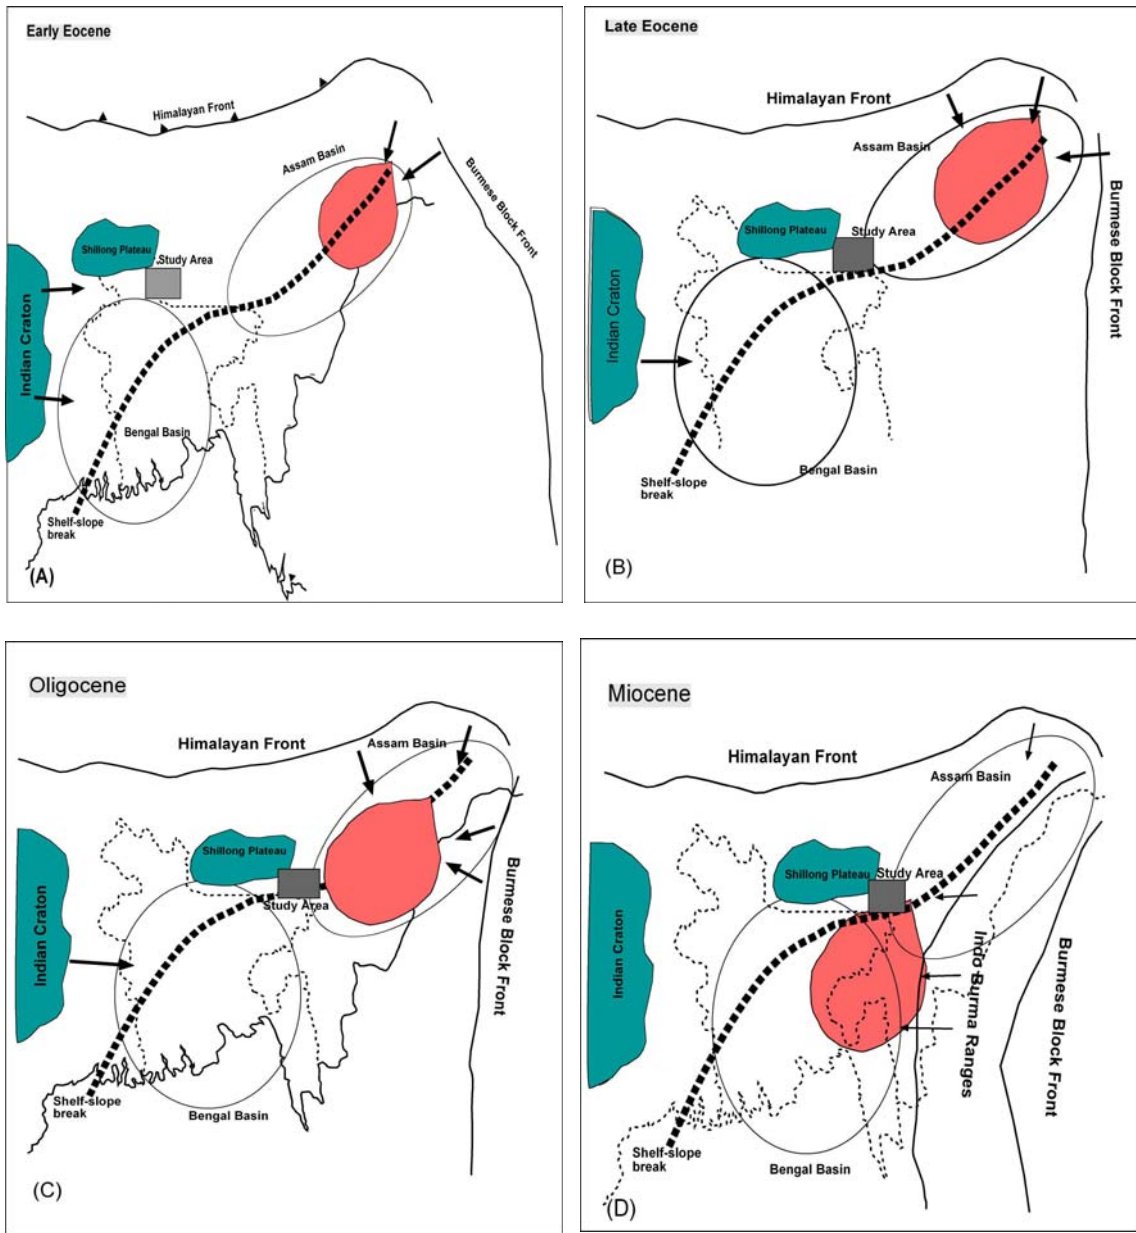 Early Eocene
Himalayan Front
Assam Basin
Burmese Block Front
Shillong Plateau
Study Area
Indian Craton
Bengal Basin
Shelf-slope
break
(A)
Late Eocene
Himalayan Front
Assam Basin
Burmese Block Front
Shillong Plateau
Study Area
Indian Craton
Bengal Basin
Shelf-slope
break
(B)
Oligocene
Himalayan Front
Assam Basin
Shillong Plateau
Study Area
Indian Craton
Burmese Block Front
Shelf-slope
break
Bengal Basin
(C)
Miocene
Himalayan Front
Assam Basin
Shillong Plateau
Study Area
Indian Craton
Indo Burma Ranges
Burmese Block Front
Shelf-slope
break
Bengal Basin
(D)